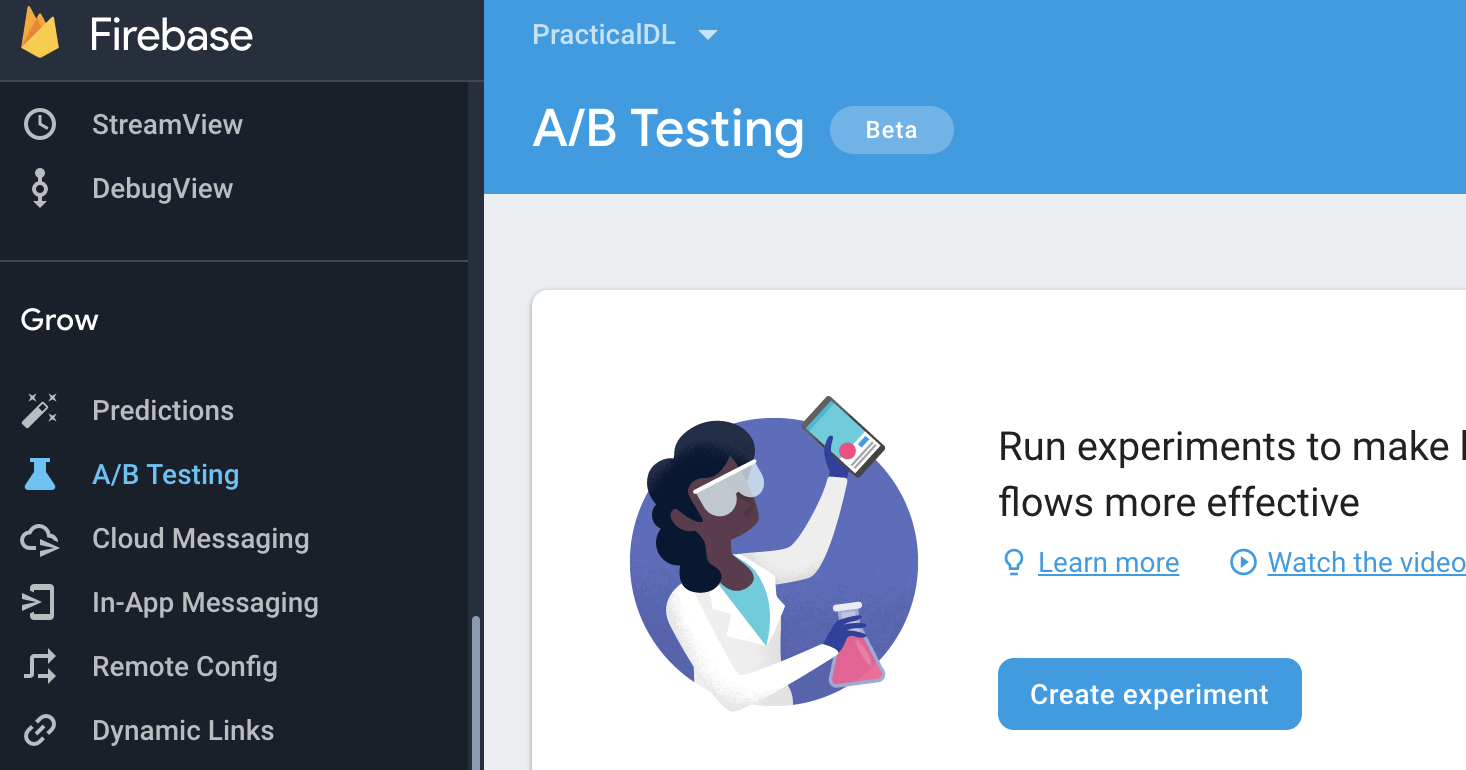 Firebase
StreamView
DebugView
Grow
Predictions
A/B Testing
Cloud Messaging
In-App Messaging
Remote Config
Dynamic Links
PracticalDL
A/B Testing
Beta
Run experiments to make
flows more effective
Learn more
Watch the video
Create experiment